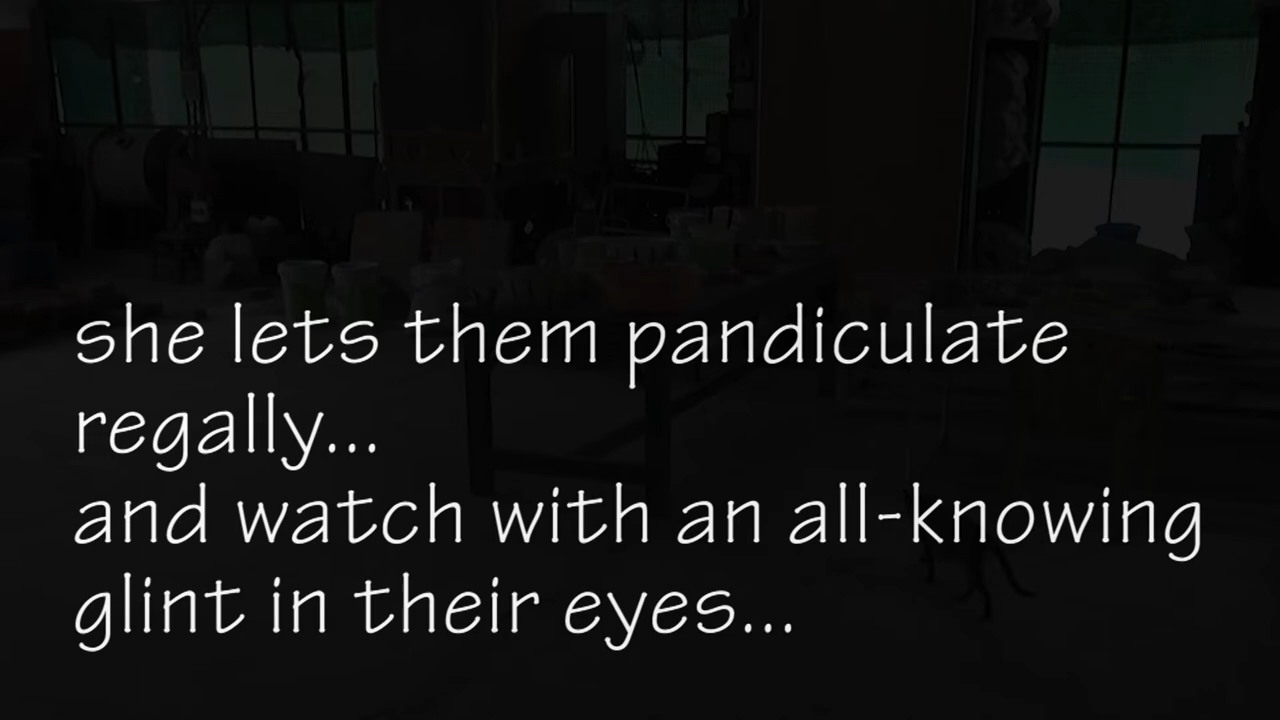 she lets them pandiculate
regally...
and watch with an all-knowing
glint in their eyes...